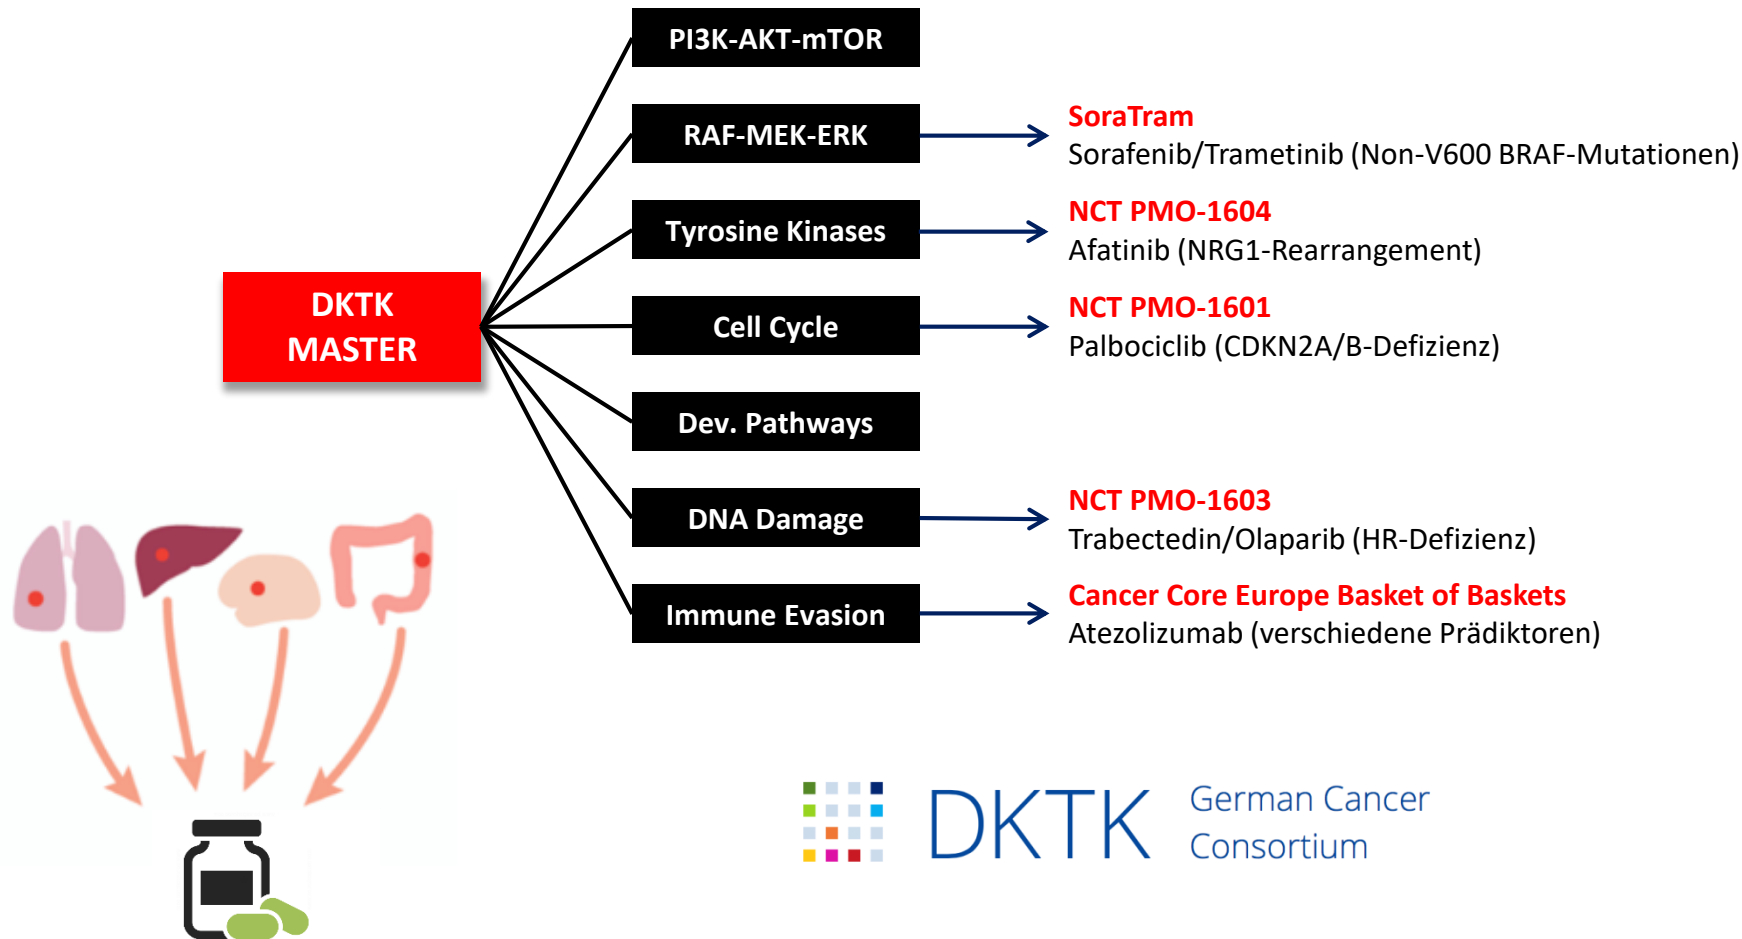 PI3K-AKT-mTOR
RAF-MEK-ERK
SoraTram
Sorafenib/Trametinib (Non-V600 BRAF-Mutationen)
Tyrosine Kinases
NCT PMO-1604
Afatinib (NRG1-Rearrangement)
DKTK
MASTER
Cell Cycle
NCT PMO-1601
Palbociclib (CDKN2A/B-Defizienz)
Dev. Pathways
DNA Damage
NCT PMO-1603
Trabectedin/Olaparib (HR-Defizienz)
Immune Evasion
Cancer Core Europe Basket of Baskets
Atezolizumab (verschiedene Prädiktoren)
DKTK
German Cancer
Consortium